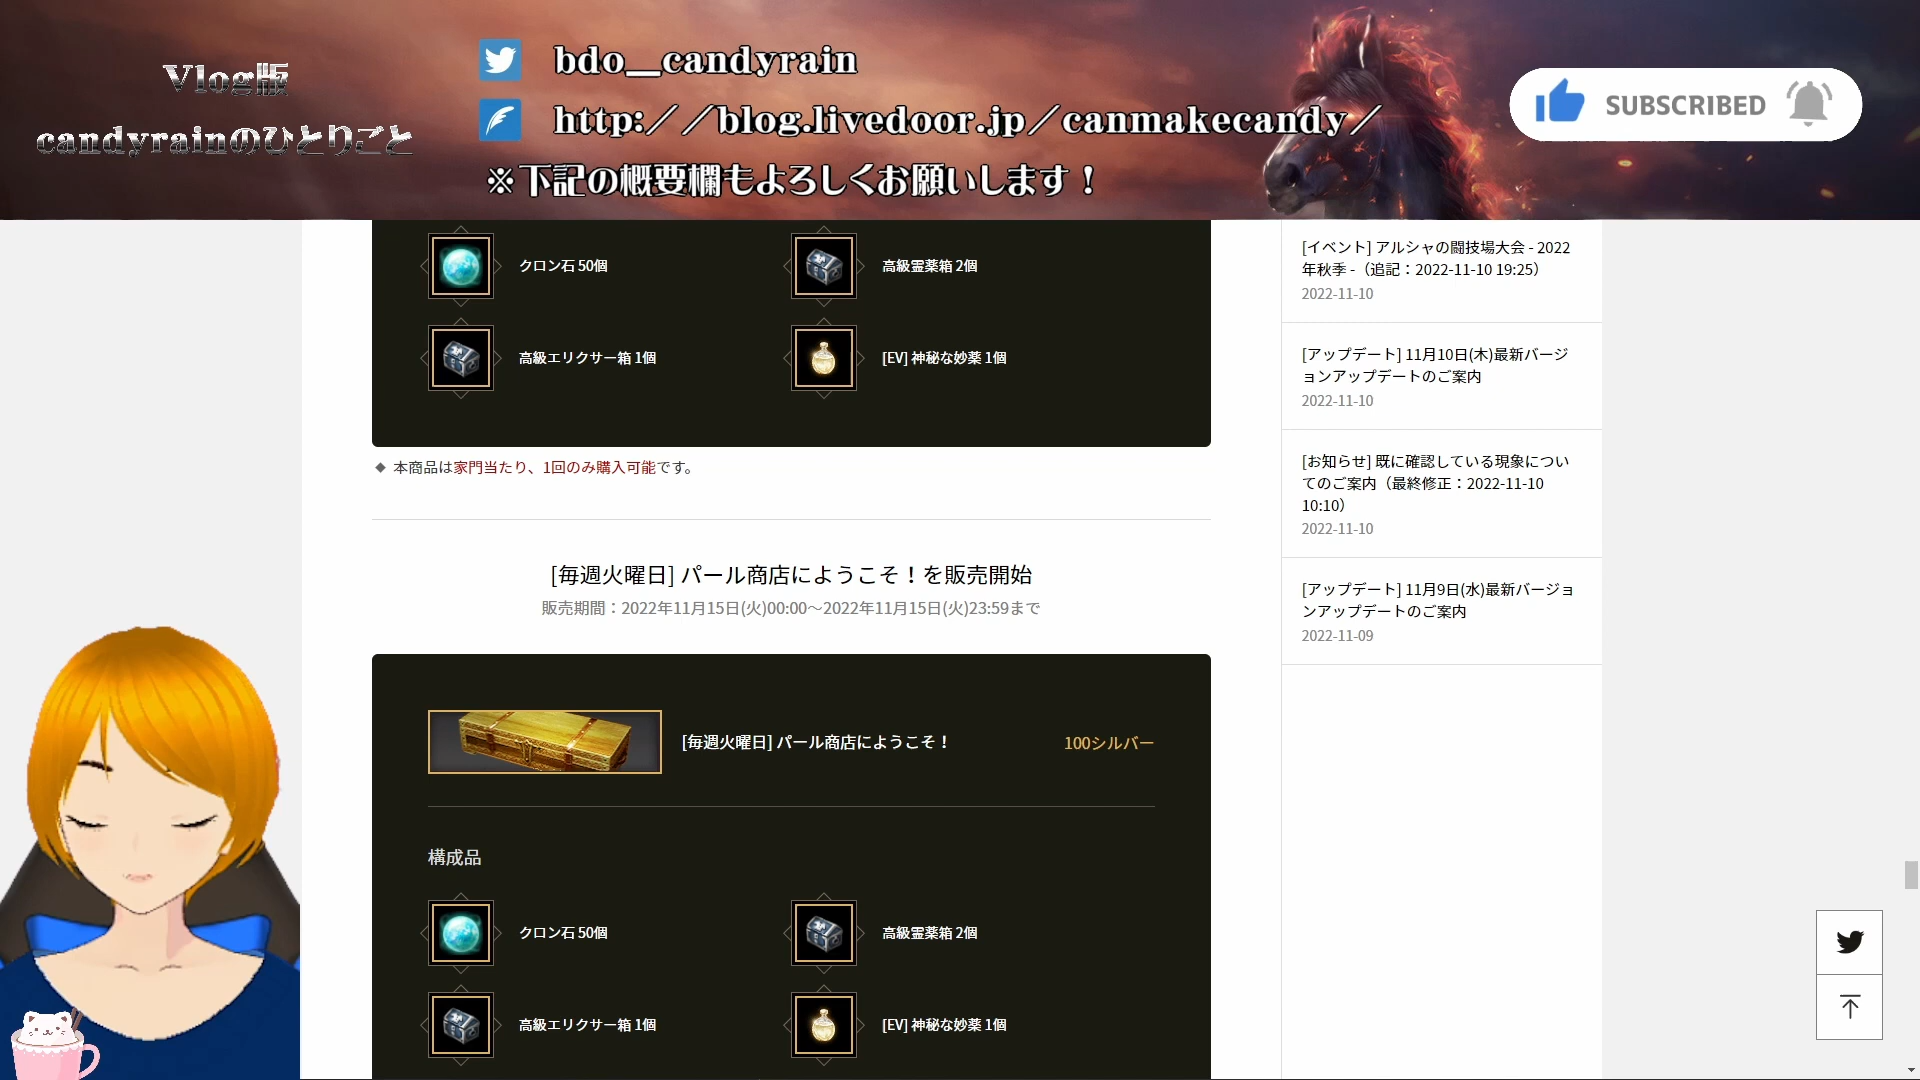 Vlog版
candyrainのひとりごと
bdo__candyrain
http://blog.livedoor.jp/canmakecandy/
※下記の概要欄もよろしくお願いします！
SUBSCRIBED
クロン石 50個
高級霊薬箱 2個
高級エリクサー箱 1個
[EV] 神秘な妙薬 1個
◆ 本商品は家門当たり、1回のみ購入可能です。
[毎週火曜日] パール商店にようこそ！を販売開始
販売期間：2022年11月15日(火)00:00～2022年11月15日(火)23:59まで
[毎週火曜日] パール商店にようこそ！
100シルバー
構成品
クロン石 50個
高級霊薬箱 2個
高級エリクサー箱 1個
[EV] 神秘な妙薬 1個
[イベント] アルシャの闘技場大会 - 2022
年秋季 -（追記：2022-11-10 19:25）
2022-11-10
[アップデート] 11月10日(木)最新バージ
ョンアップデートのご案内
2022-11-10
[お知らせ] 既に確認している現象につい
てのご案内（最終修正：2022-11-10
10:10）
2022-11-10
[アップデート] 11月9日(水)最新バージョ
ンアップデートのご案内
2022-11-09